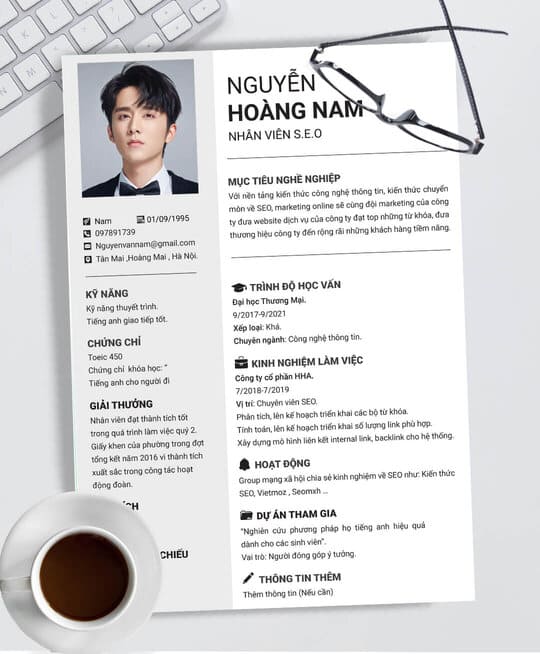 NGUYỄN
HOÀNG NAM
NHÂN VIÊN S.E.O
Nam 01/09/1995
097891739
Nguyenvannam@gmail.com
Tân Mai ,Hoàng Mai , Hà Nội.
KỸ NĂNG
Kỹ năng thuyết trình.
Tiếng anh giao tiếp tốt.
CHỨNG CHỈ
Toeic 450
Chứng chỉ khóa học: "
Tiếng anh cho người đi
GIẢI THƯỞNG
Nhân viên đạt thành tích tốt
trong quá trình làm việc quý 2.
Giấy khen của phường trong đợt
tổng kết năm 2016 vì thành tích
xuất sắc trong công tác hoạt
động đoàn.
CHIẾU
MỤC TIÊU NGHỀ NGHIỆP
Với nền tảng kiến thức công nghệ thông tin, kiến thức chuyển
môn về SEO, marketing online sẽ cùng đội marketing của công
ty đưa website dịch vụ của công ty đạt top những từ khóa, đưa
thương hiệu công ty đến rộng rãi những khách hàng tiềm năng.
TRÌNH ĐỘ HỌC VẤN
Đại học Thương Mại.
9/2017-9/2021
Xếp loại: Khá.
Chuyên ngành: Công nghệ thông tin.
KINH NGHIỆM LÀM VIỆC
Công ty cổ phần HHA.
7/2018-7/2019
Vị trí: Chuyên viên SEO.
Phân tích, lên kế hoạch triển khai các bộ từ khóa.
Tính toán, lên kế hoạch triển khai số lượng link phù hợp.
Xây dựng mô hình liên kết internal link, backlink cho hệ thống.
HOẠT ĐỘNG
Group mạng xã hội chia sẻ kinh nghiệm về SEO như: Kiến thức
SEO, Vietmoz , Seomxh ...
DỰ ÁN THAM GIA
"Nghiên cứu phương pháp họ tiếng anh hiệu quả
dành cho các sinh viên".
Vai trò: Người đóng góp ý tưởng.
THÔNG TIN THÊM
Thêm thông tin (Nếu cần)